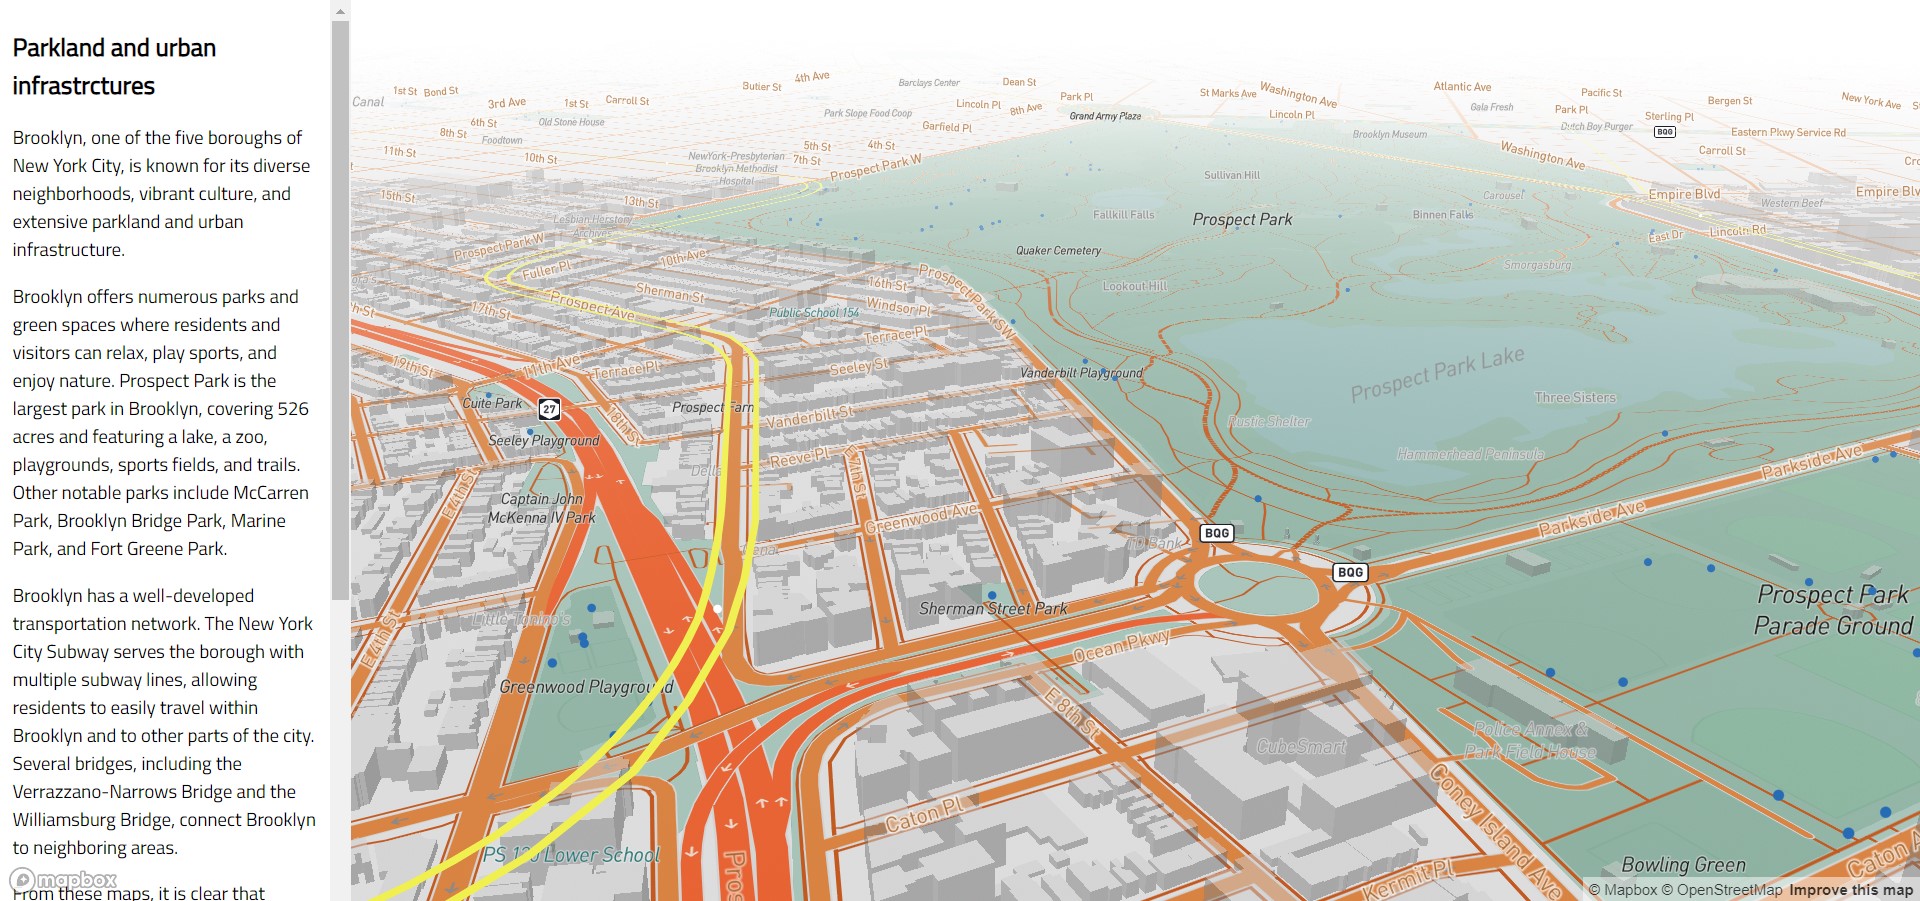 Parkland and urban
infrastrctures
Brooklyn, one of the five boroughs of
New York City, is known for its diverse
neighborhoods, vibrant culture, and
extensive parkland and urban
infrastructure.
Brooklyn offers numerous parks and
green spaces where residents and
visitors can relax, play sports, and
enjoy nature. Prospect Park is the
largest park in Brooklyn, covering 526
acres and featuring a lake, a zoo,
playgrounds, sports fields, and trails.
Other notable parks include McCarren
Park, Brooklyn Bridge Park, Marine
Park, and Fort Greene Park.
Brooklyn has a well-developed
transportation network. The New York
City Subway serves the borough with
multiple subway lines, allowing
residents to easily travel within
Brooklyn and to other parts of the city.
Several bridges, including the
Verrazzano-Narrows Bridge and the
Williamsburg Bridge, connect Brooklyn
to neighboring areas.
From these maps, it is clear that
mapbox
4th Ave
Barclays Center
Dean St
Butler St
1st St
Bond St
Canal
3rd Ave
1st St
Carroll St
Park Slope Food Coop
Lincoln Pl
8th Ave
Park Pl
Grand Army Plaza
St Marks Ave
Washington Ave
Lincoln Pl
Atlantic Ave
Gala Fresh
Pacific St
Park Pl
Bergen St
New York Ave
Sterling Pl
BQG
Eastern Pkwy Service Rd
Dutch Boy Burger
Brooklyn Museum
6th St
Old Stone House
8th St
Foodtown
Garfield Pl
11th St
10th St
5th St
4th St
7th St
NewYork-Presbyterian
Brooklyn Methodist
Hospital
Prospect Park W
Washington Ave
Carroll St
15th St
13th St
Lesbian Herstory
Archives
Sullivan Hill
Carousel
Empire Blvd
Western Beef
Empire Blv
Fallkill Falls
Prospect Park
Binnen Falls
East Dr
Lincoln Rd
Prospect Park W
Fuller Pl
10th Ave
Quaker Cemetery
Smorgasburg
Lookout Hill
Sherman St
Prospect Ave
17th St
16th St
Windsor Pl
Public School 154
Terrace Pl
Prospect Park SW
Seeley St
19th St
11th Ave
Terrace Pl
Vanderbilt Playground
Prospect Park Lake
Three Sisters
Cuite Park
27
18th St
Vanderbilt St
Rustic Shelter
Seeley Playground
Reeve Pl
E 7th St
Hammerhead Peninsula
Parkside Ave
E 4th St
Captain John
McKenna IV Park
Greenwood Ave
TD Bank
BQG
Parkside Ave
BQG
Sherman Street Park
Prospect Park
Parade Ground
Little Tonino's
E 4th St
Greenwood Playground
Ocean Pkwy
E 8th St
CubeSmart
Police Annex &
Park Field House
Caton Pl
Coney Island Ave
Lower School
Kermit Pl
Bowling Green
Caton A
© Mapbox © OpenStreetMap Improve this map